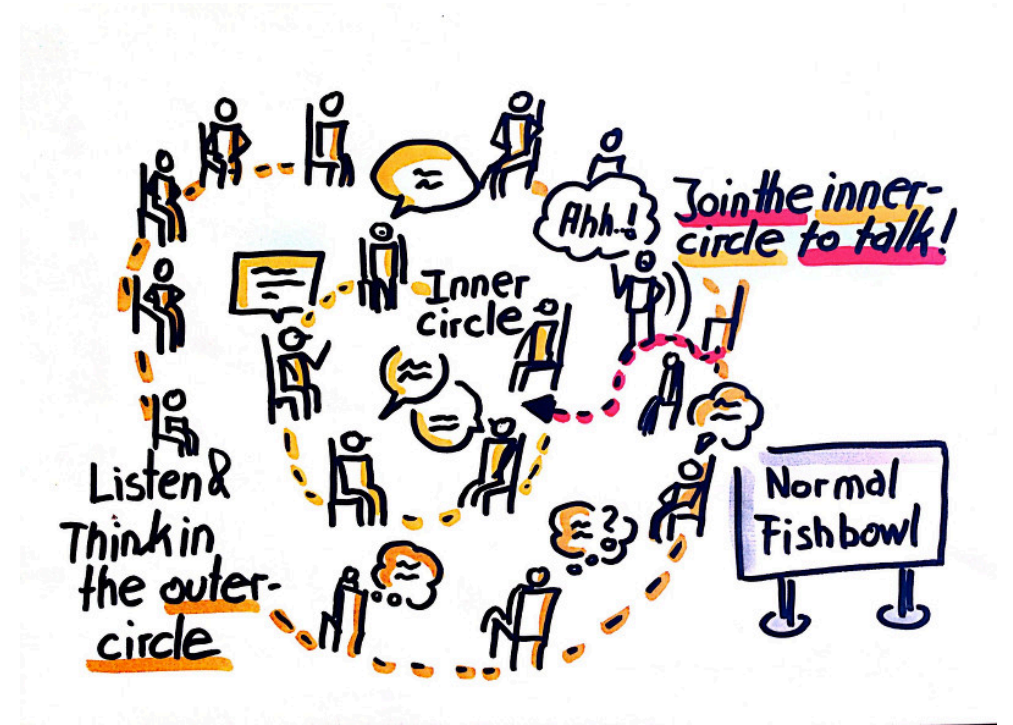 Ahh..!
Join the inner-
circle to talk!
Inner
circle
?
Listen &
Think in
the outer-
circle
Normal
Fishbowl